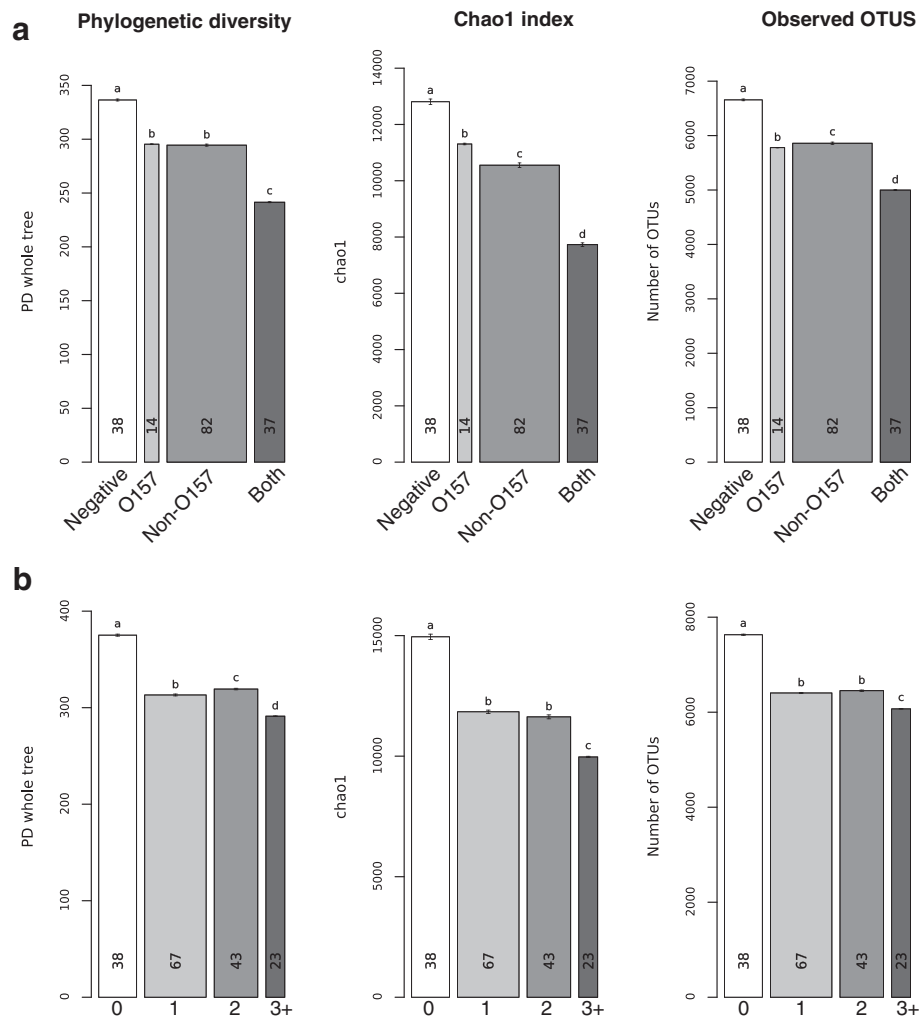 a
Phylogenetic diversity
Chao1 index
Observed OTUS
PD whole tree
0 50 100 150 200 250 300 350
a b b c
38 14 82 37
Negative O157 Non-O157 Both
chao1
0 2000 4000 6000 8000 10000 12000 14000
a b c d
38 14 82 37
Negative O157 Non-O157 Both
Number of OTUs
0 1000 2000 3000 4000 5000 6000 7000
a b c d
38 14 82 37
Negative O157 Non-O157 Both
b
PD whole tree
0 100 200 300 400
a b c d
38 67 43 23
0 1 2 3+
chao1
0 5000 10000 15000
a b b c
38 67 43 23
0 1 2 3+
Number of OTUs
0 2000 4000 6000 8000
a b b c
38 67 43 23
0 1 2 3+